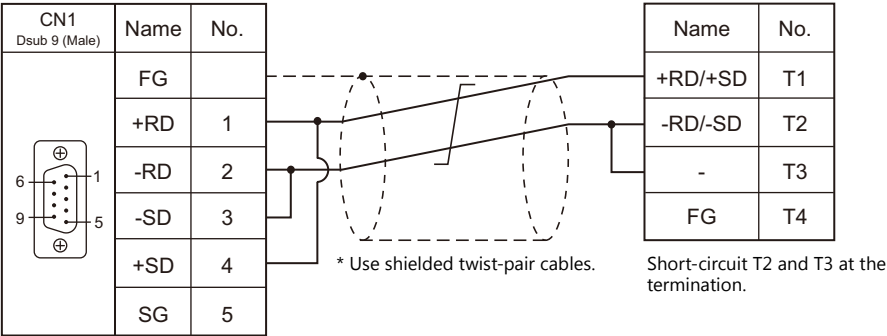 CN1
Dsub 9 (Male)
Name No.
FG
+RD 1
-RD 2
-SD 3
+SD 4
SG 5
6 1
9 5
Name No.
+RD/+SD T1
-RD/-SD T2
- T3
FG T4
* Use shielded twist-pair cables.
Short-circuit T2 and T3 at the
termination.